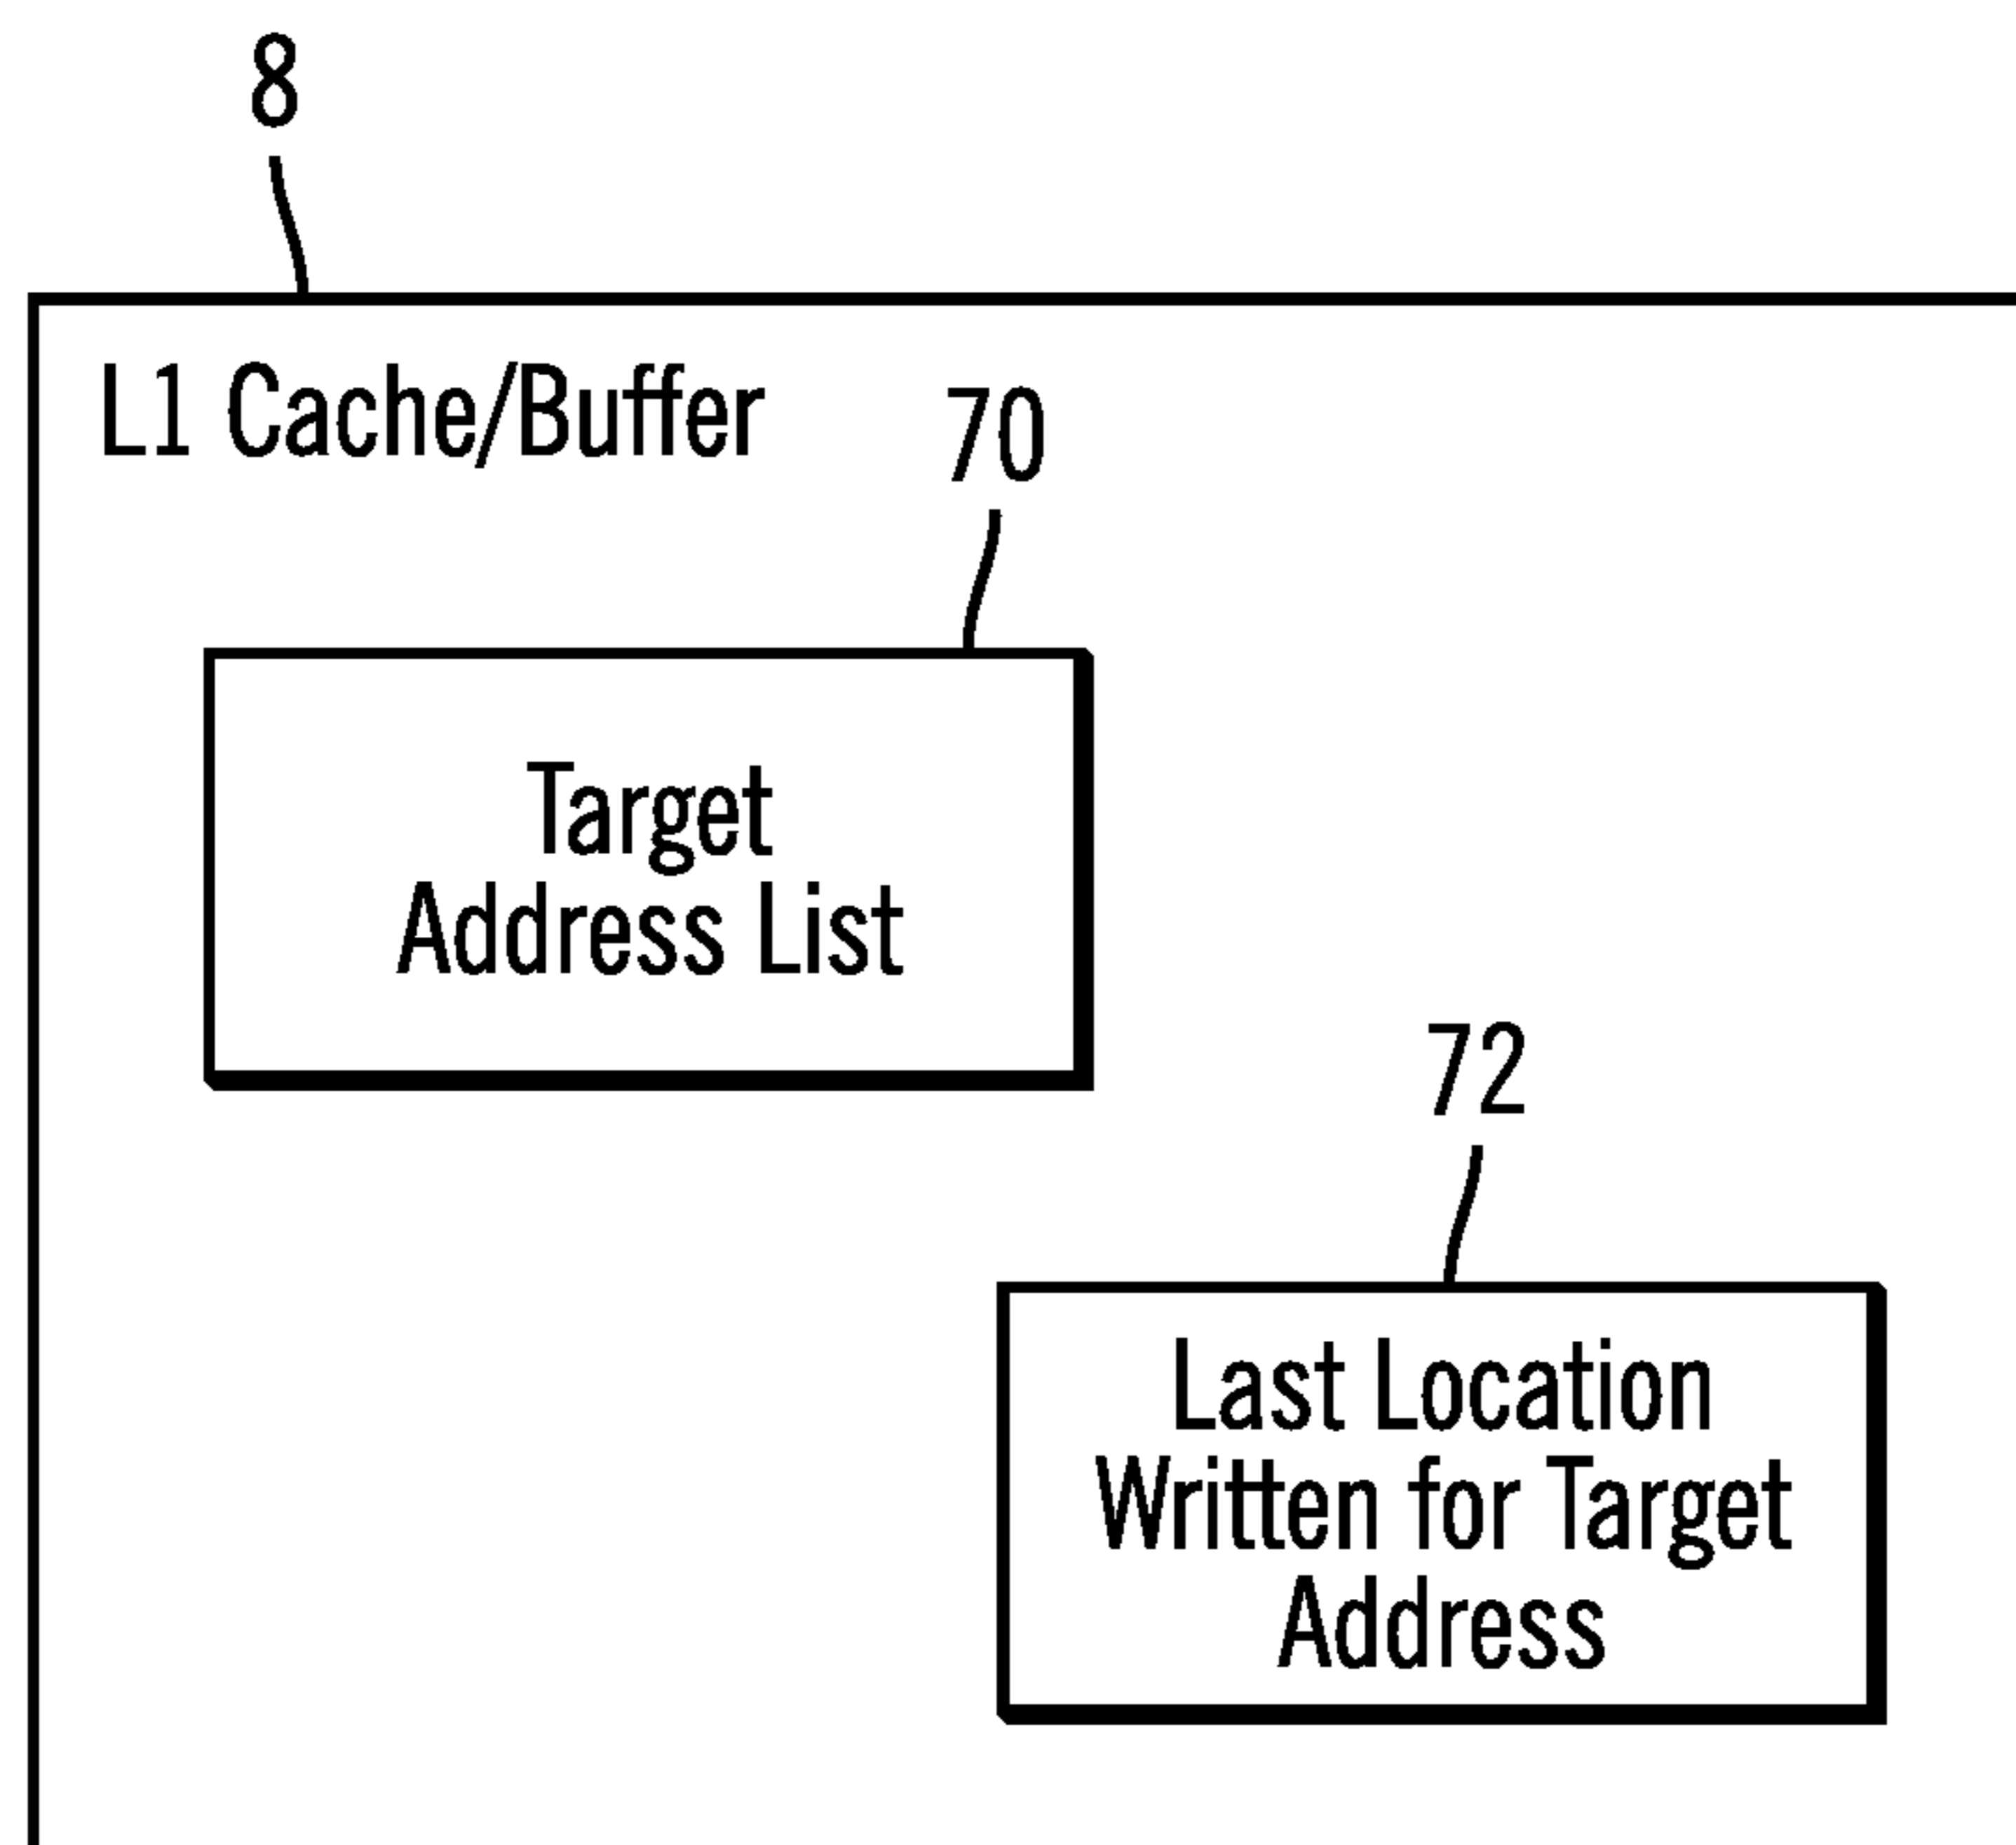 8
L1 Cache/Buffer
70
Target
Address List
72
Last Location
Written for Target
Address